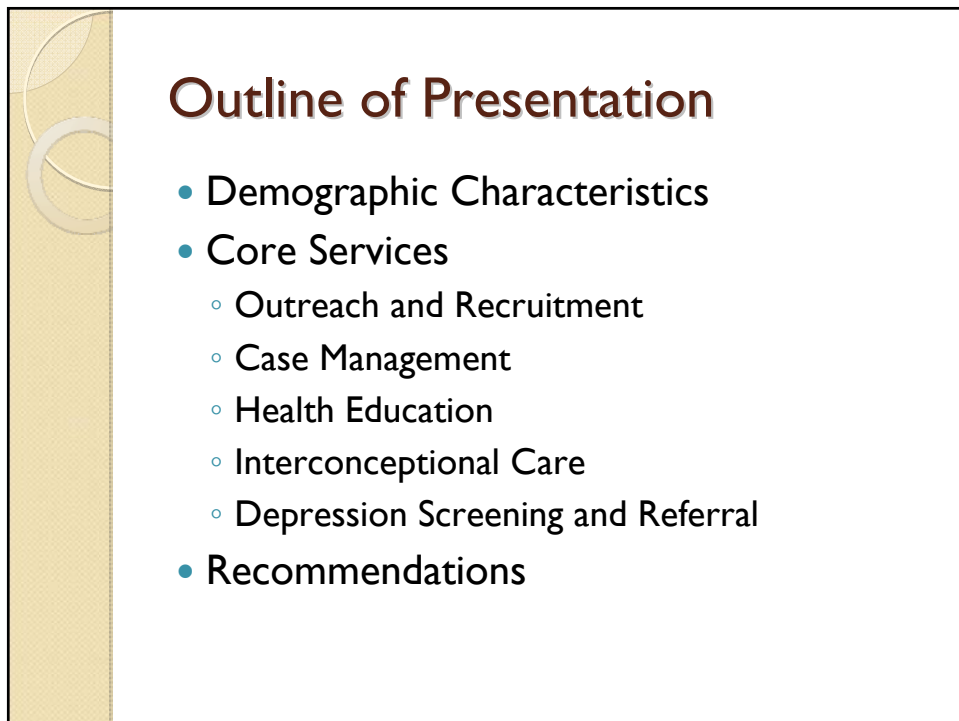 Outline of Presentation
• Demographic Characteristics
• Core Services
◦ Outreach and Recruitment
◦ Case Management
◦ Health Education
◦ Interconceptional Care
◦ Depression Screening and Referral
• Recommendations